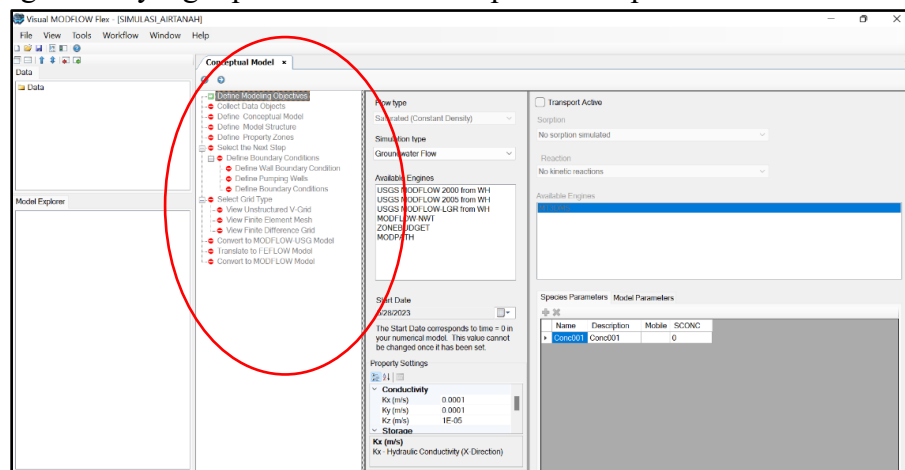 Visual MODFLOW Flex - [SIMULASI_AIRTANAH]
File View Tools Workflow Window Help
Data
Data
Model Explorer
Conceptual Model
Define Modeling Objectives
Collect Data Objects
Define Conceptual Model
Define Model Structure
Define Property Zones
Select the Next Step
Define Boundary Conditions
Define Wall Boundary Condition
Define Pumping Wells
Define Boundary Conditions
Select Grid Type
View Unstructured V-Grid
View Finite Element Mesh
View Finite Difference Grid
Convert to MODFLOW-USG Model
Translate to FEFLOW Model
Convert to MODFLOW Model
Flow type
Saturated (Constant Density)
Simulation type
Groundwater Flow
Available Engines
USGS MODFLOW 2000 from WH
USGS MODFLOW 2005 from WH
USGS MODFLOW-LGR from WH
MODFLOW-NWT
ZONEBUDGET
MODPATH
Start Date
5/28/2023
The Start Date corresponds to time = 0 in
your numerical model. This value cannot
be changed once it has been set.
Property Settings
Conductivity
Kx (m/s) 0.0001
Ky (m/s) 0.0001
Kz (m/s) 1E-05
Storage
Kx (m/s)
Kx - Hydraulic Conductivity (X-Direction)
Transport Active
Sorption
No sorption simulated
Reaction
No kinetic reactions
Available Engines
Species Parameters Model Parameters
Name Description Mobile SCONC
Conc001 Conc001 0